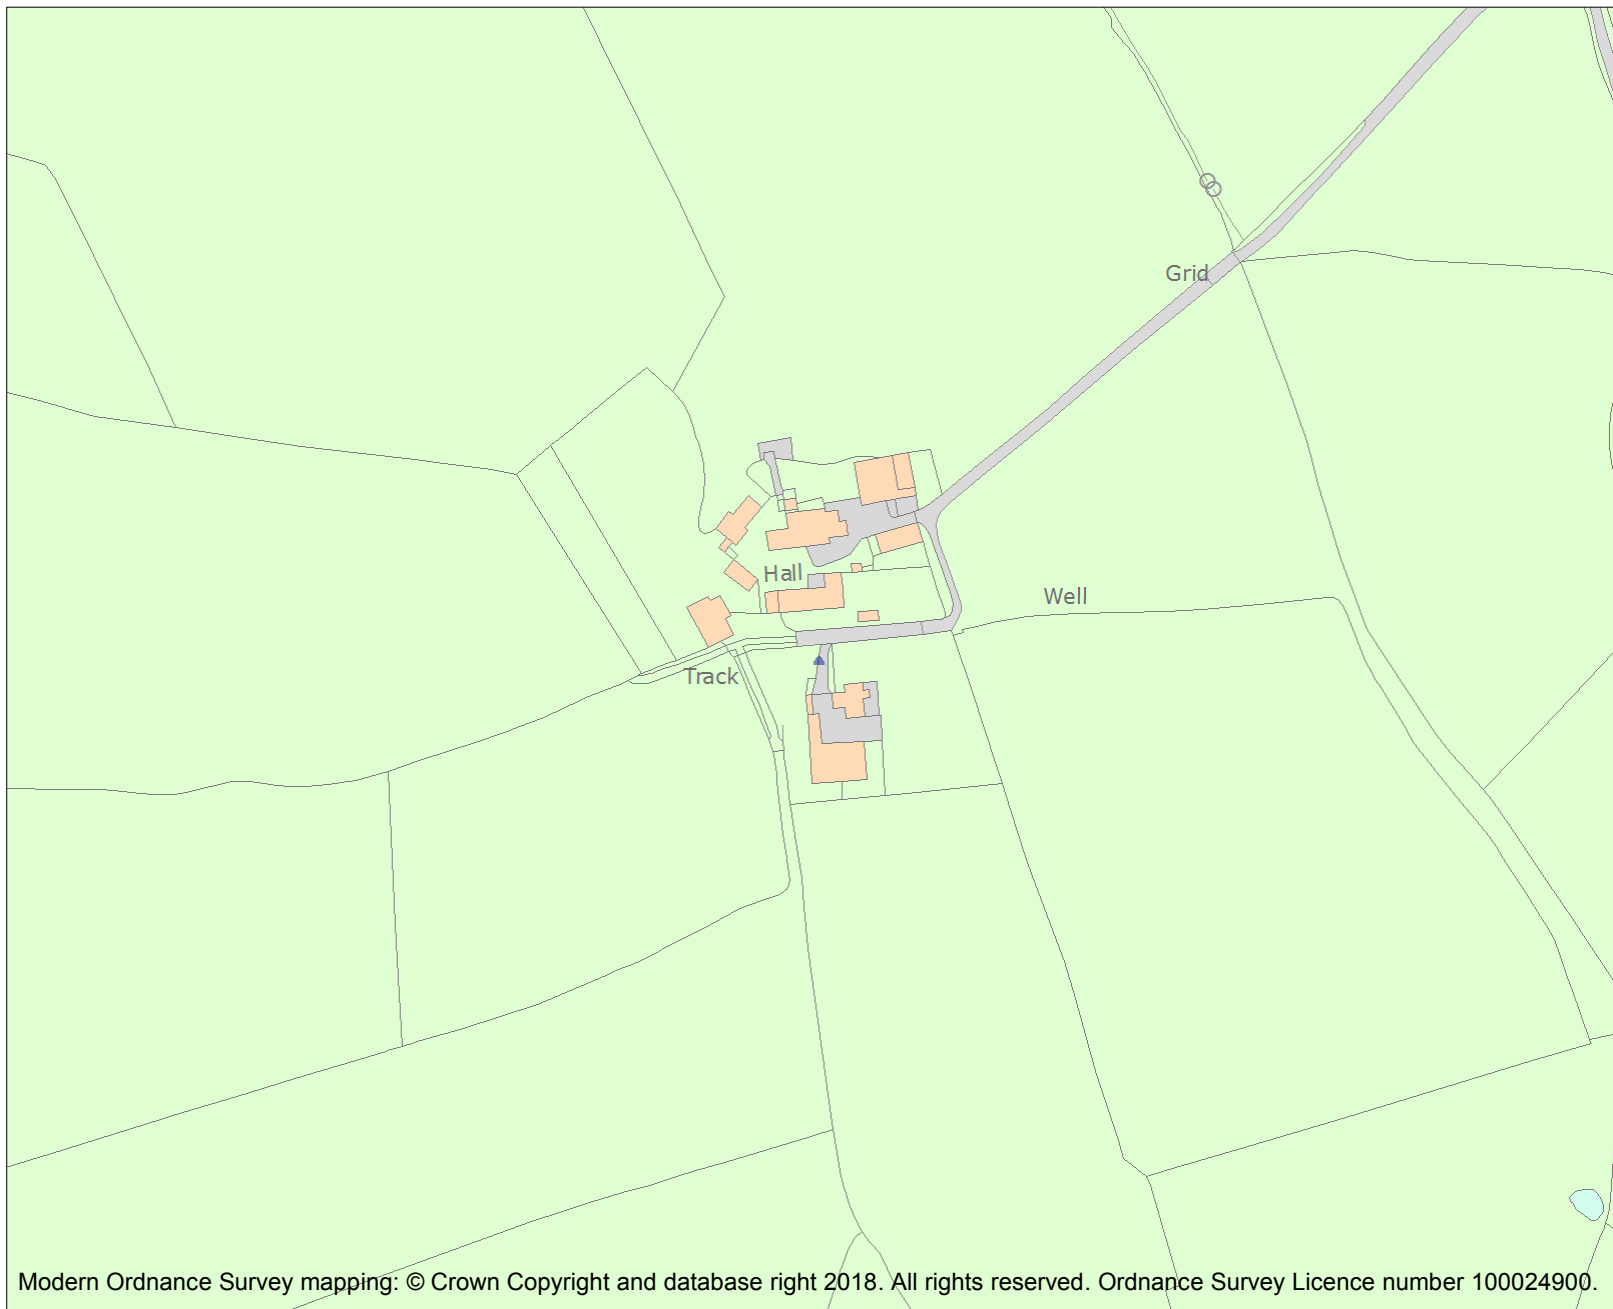 Grid
Hall
Well
Track
Modern Ordnance Survey mapping: © Crown Copyright and database right 2018. All rights reserved. Ordnance Survey Licence number 100024900.